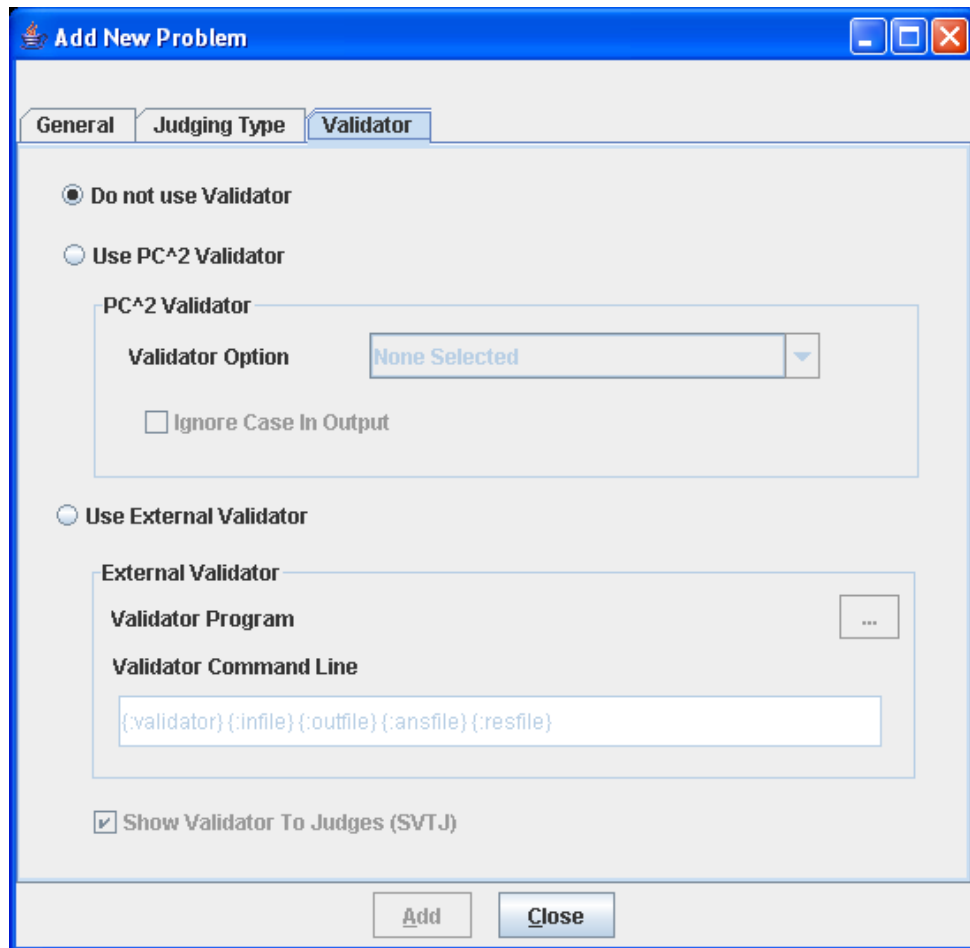 Add New Problem
General Judging Type Validator
Do not use Validator
Use PC^2 Validator
PC^2 Validator
Validator Option None Selected
Ignore Case In Output
Use External Validator
External Validator
Validator Program ...
Validator Command Line
{:validator} {:infile} {:outfile} {:ansfile} {:resfile}
Show Validator To Judges (SVTJ)
Add Close